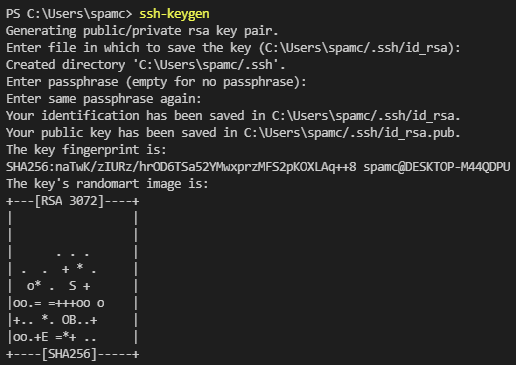 PS C:\Users\spamc> ssh-keygen
Generating public/private rsa key pair.
Enter file in which to save the key (C:\Users\spamc/.ssh/id_rsa):
Created directory 'C:\Users\spamc/.ssh'.
Enter passphrase (empty for no passphrase):
Enter same passphrase again:
Your identification has been saved in C:\Users\spamc/.ssh/id_rsa.
Your public key has been saved in C:\Users\spamc/.ssh/id_rsa.pub.
The key fingerprint is:
SHA256:naTwK/zIURz/hrOD6TSa52YMwxprzMFS2pKOXLAq++8 spamc@DESKTOP-M44QDPU
The key's randomart image is:
+---[RSA 3072]----+
|                 |
|                 |
|      . . .      |
| .  .  + * .     |
|  o* .  S +      |
|oo.= =+++oo o    |
|+.. *. OB..+     |
|oo.+E =*+ ..     |
+----[SHA256]-----+